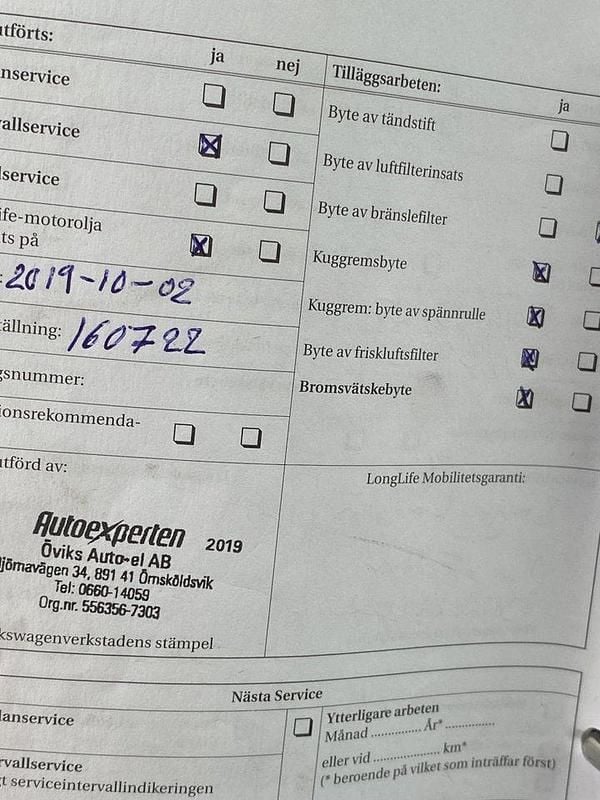 utförts:
ja nej
nservice
vallservice
lservice
ife-motorolja
ts på
: 2019-10-02
tällning: 160722
gsnummer:
ionsrekommenda-
utförd av:
Autoexperten 2019
Öviks Auto-el AB
jörnavägen 34, 891 41 Örnsköldsvik
Tel: 0660-14059
Org.nr. 556356-7303
kswagenverkstadens stämpel
Tilläggsarbeten:
ja
Byte av tändstift
Byte av luftfilterinsats
Byte av bränslefilter
Kuggremsbyte
Kuggrem: byte av spännrulle
Byte av friskluftsfilter
Bromsvätskebyte
LongLife Mobilitetsgaranti:
Nästa Service
lanservice
rvallservice
gt serviceintervallindikeringen
Ytterligare arbeten
Månad .............. År* ..............
eller vid .................... km*
(* beroende på vilket som inträffar först)